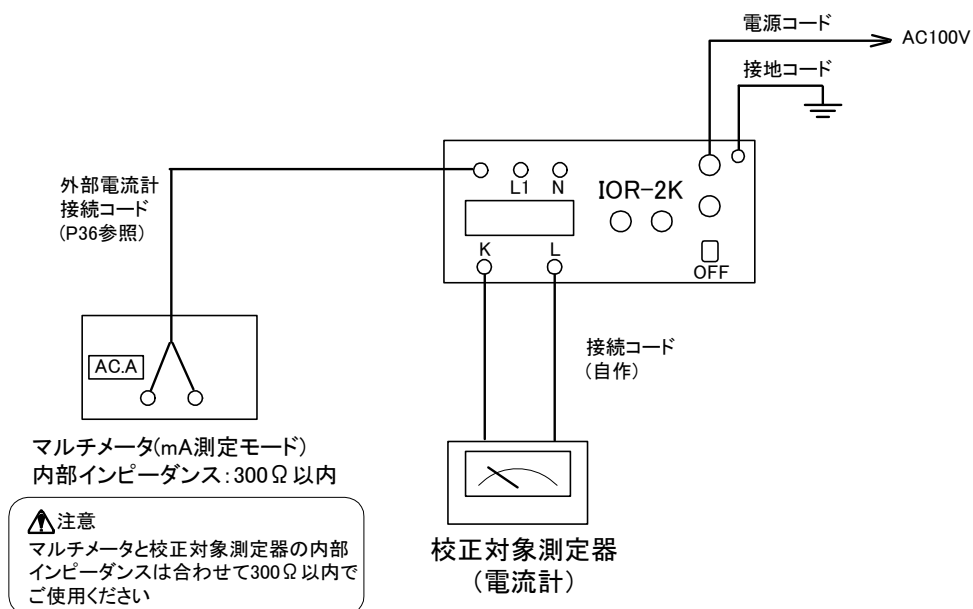 電源コード
AC100V
接地コード
外部電流計
接続コード
(P36参照)
L1 N
IOR-2K
K L
OFF
AC.A
接続コード
(自作)
マルチメータ(mA測定モード)
内部インピーダンス:300Ω以内
注意
マルチメータと校正対象測定器の内部
インピーダンスは合わせて300Ω以内で
ご使用ください
校正対象測定器
(電流計)